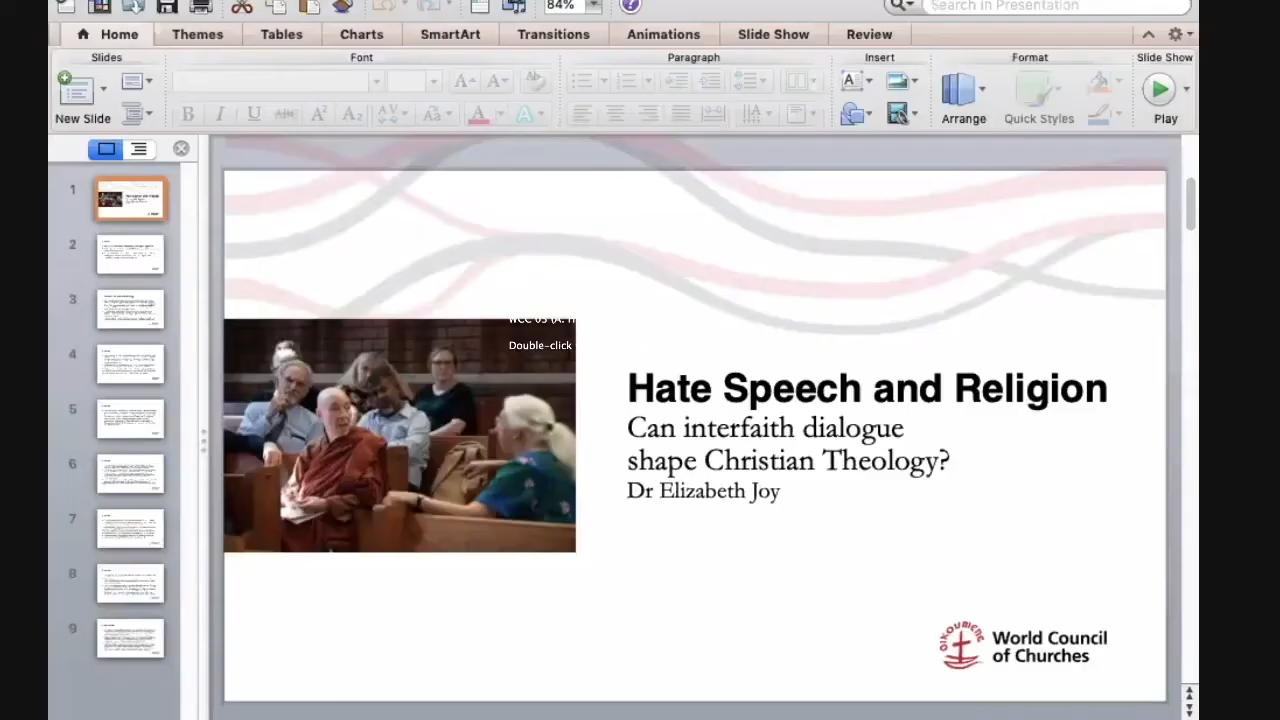 84%
Search in Presentation
Home Themes Tables Charts SmartArt Transitions Animations Slide Show Review
Slides Font Paragraph Insert Format Slide Show
New Slide Arrange Quick Styles Play
1
2
3
4
5
6
7
8
9
Double-click
Hate Speech and Religion
Can interfaith dialogue
shape Christian Theology?
Dr Elizabeth Joy
OIKOUMENE
World Council
of Churches